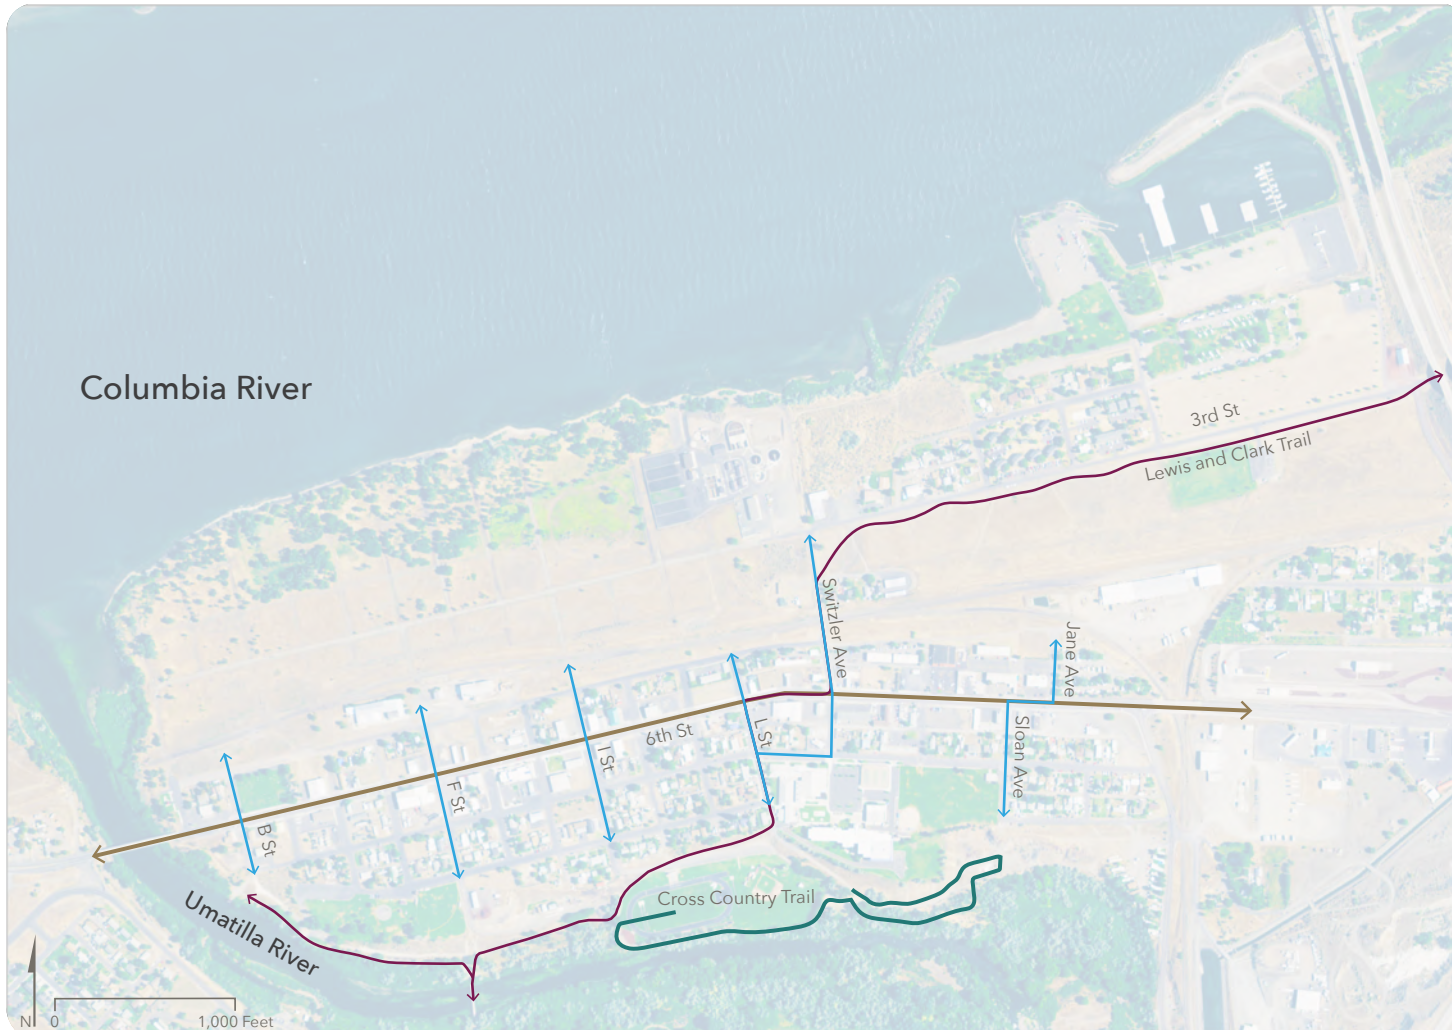 Columbia River
3rd St
Lewis and Clark Trail
Switzler Ave
Jane Ave
6th St
L St
Sloan Ave
I St
F St
B St
Cross Country Trail
Umatilla River
N
0
1,000 Feet